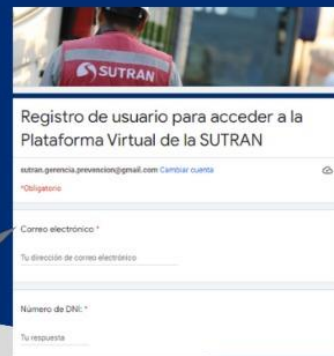 SUTRAN
Registro de usuario para acceder a la
Plataforma Virtual de la SUTRAN
sutran.gerencia.prevencion@gmail.com Cambiar cuenta
*Obligatorio
Correo electrónico *
Tu dirección de correo electrónico
Número de DNI: *
Tu respuesta